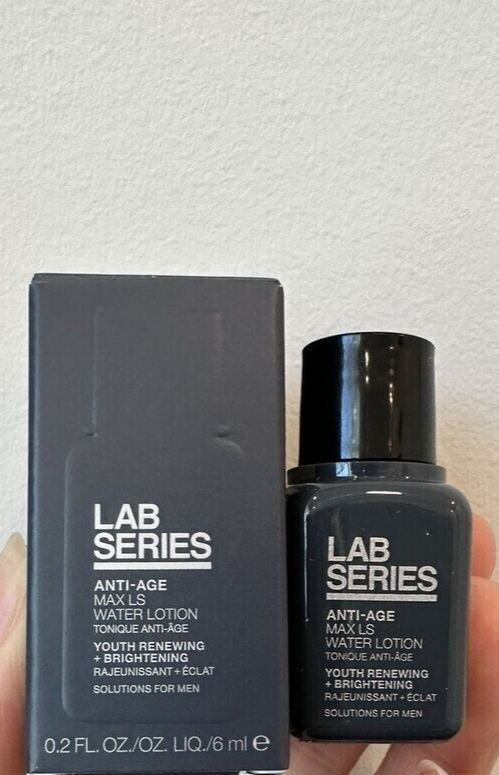 LAB
SERIES
ANTI-AGE
MAX LS
WATER LOTION
TONIQUE ANTI-ÂGE
YOUTH RENEWING
+ BRIGHTENING
RAJEUNISSANT + ÉCLAT
SOLUTIONS FOR MEN
0.2 FL. OZ./OZ. LIQ./6 ml ℮
LAB
SERIES
ANTI-AGE
MAX LS
WATER LOTION
TONIQUE ANTI-ÂGE
YOUTH RENEWING
+ BRIGHTENING
RAJEUNISSANT + ÉCLAT
SOLUTIONS FOR MEN